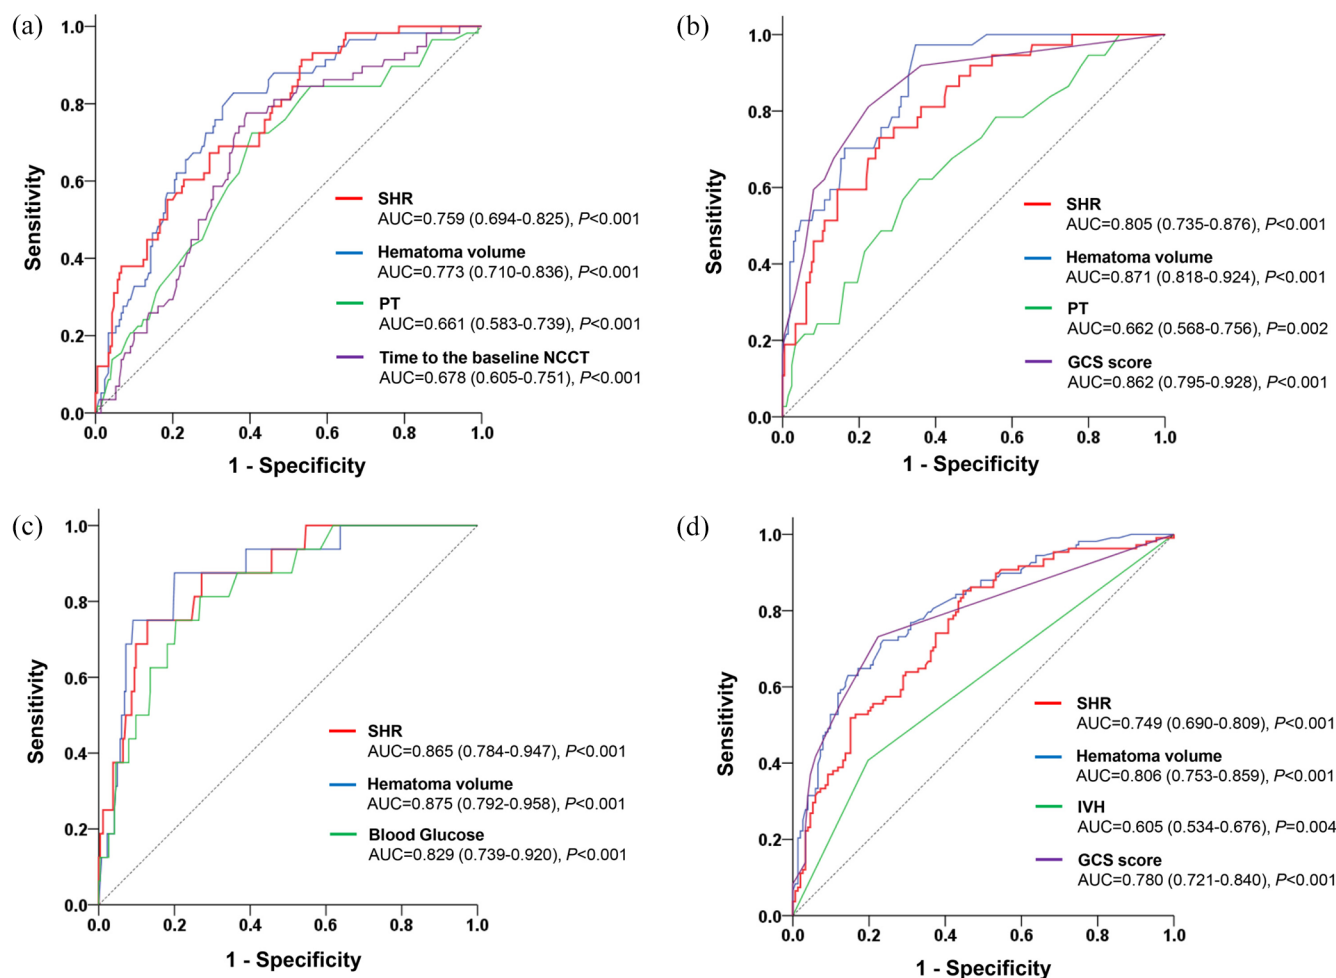 (a)
1.0
0.8
0.6
0.4
0.2
0.0
Sensitivity
SHR
AUC=0.759 (0.694-0.825), P<0.001
Hematoma volume
AUC=0.773 (0.710-0.836), P<0.001
PT
AUC=0.661 (0.583-0.739), P<0.001
Time to the baseline NCCT
AUC=0.678 (0.605-0.751), P<0.001
0.0 0.2 0.4 0.6 0.8 1.0
1 - Specificity
(b)
1.0
0.8
0.6
0.4
0.2
0.0
Sensitivity
SHR
AUC=0.805 (0.735-0.876), P<0.001
Hematoma volume
AUC=0.871 (0.818-0.924), P<0.001
PT
AUC=0.662 (0.568-0.756), P=0.002
GCS score
AUC=0.862 (0.795-0.928), P<0.001
0.0 0.2 0.4 0.6 0.8 1.0
1 - Specificity
(c)
1.0
0.8
0.6
0.4
0.2
0.0
Sensitivity
SHR
AUC=0.865 (0.784-0.947), P<0.001
Hematoma volume
AUC=0.875 (0.792-0.958), P<0.001
Blood Glucose
AUC=0.829 (0.739-0.920), P<0.001
0.0 0.2 0.4 0.6 0.8 1.0
1 - Specificity
(d)
1.0
0.8
0.6
0.4
0.2
0.0
Sensitivity
SHR
AUC=0.749 (0.690-0.809), P<0.001
Hematoma volume
AUC=0.806 (0.753-0.859), P<0.001
IVH
AUC=0.605 (0.534-0.676), P=0.004
GCS score
AUC=0.780 (0.721-0.840), P<0.001
0.0 0.2 0.4 0.6 0.8 1.0
1 - Specificity